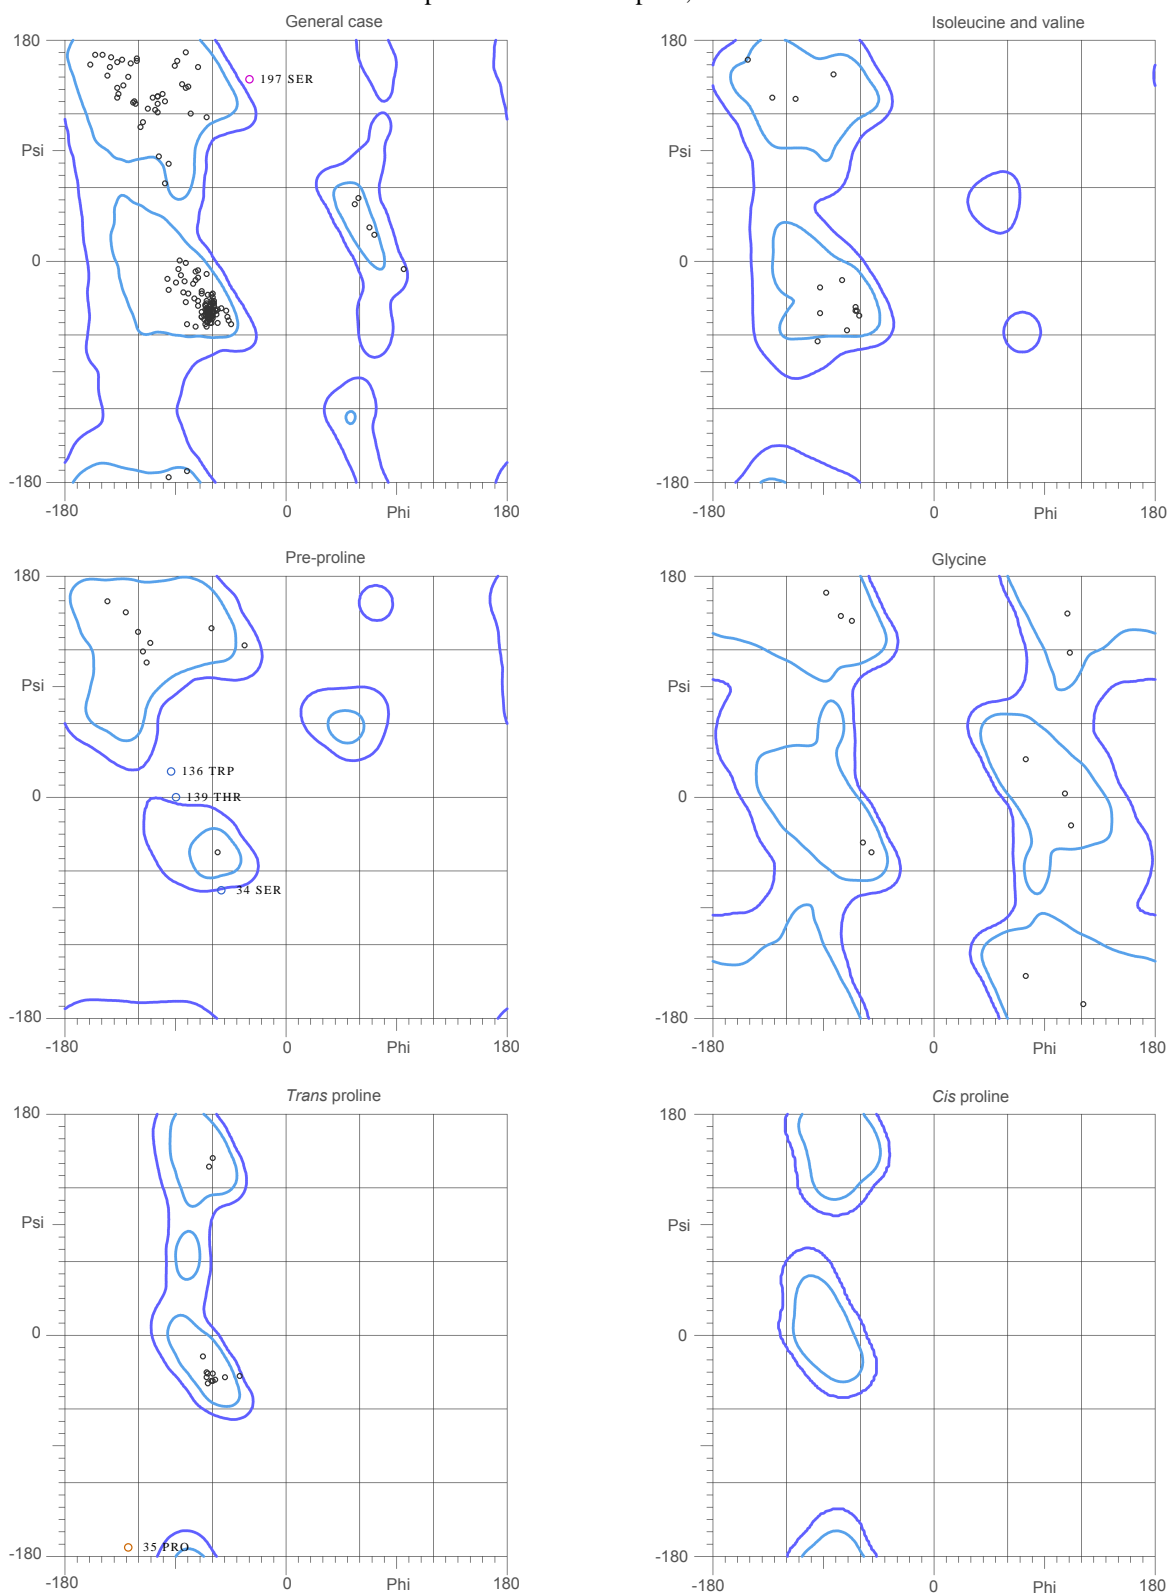 General case
180
Psi
0
-180
-180
0
Phi
180
197 SER
Isoleucine and valine
180
Psi
0
-180
-180
0
Phi
180
Pre-proline
180
Psi
0
-180
-180
0
Phi
180
136 TRP
139 THR
34 SER
Glycine
180
Psi
0
-180
-180
0
Phi
180
Trans proline
180
Psi
0
-180
-180
0
Phi
180
35 PRO
Cis proline
180
Psi
0
-180
-180
0
Phi
180